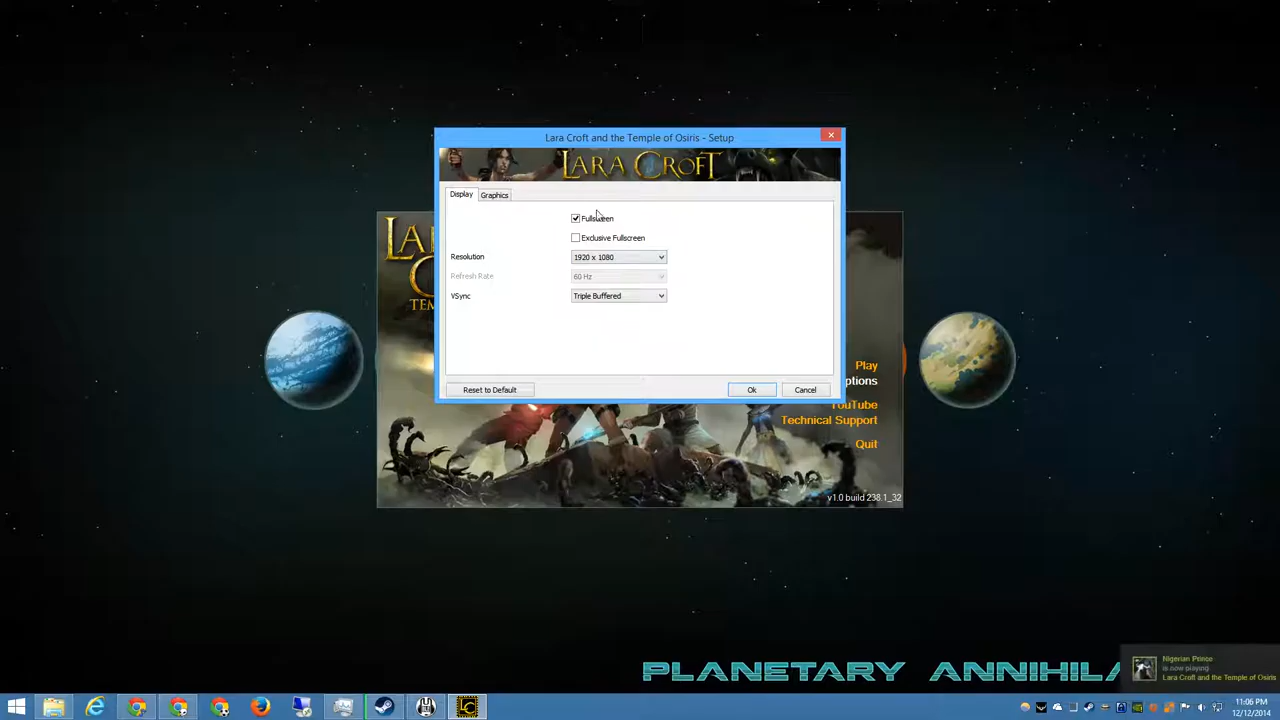 Lara Croft and the Temple of Osiris - Setup
LARA CROFT
Display
Graphics
Fullscreen
Exclusive Fullscreen
Resolution
1920 x 1080
Refresh Rate
60 Hz
VSync
Triple Buffered
Reset to Default
Ok
Cancel
Play
ptions
YouTube
Technical Support
Quit
v1.0 build 238.1_32
PLANETARY ANNIHILA
Nigerian Prince
is now playing
Lara Croft and the Temple of Osiris
11:06 PM
12/12/2014